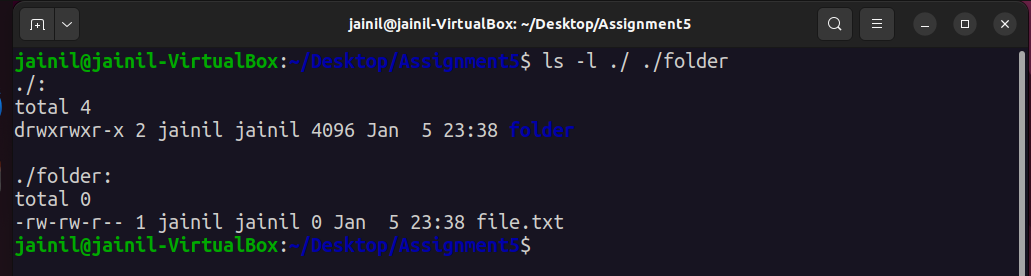 jainil@jainil-VirtualBox: ~/Desktop/Assignment5
jainil@jainil-VirtualBox:~/Desktop/Assignment5$ ls -l ./ ./folder
./:
total 4
drwxrwxr-x 2 jainil jainil 4096 Jan  5 23:38 folder
./folder:
total 0
-rw-rw-r-- 1 jainil jainil 0 Jan  5 23:38 file.txt
jainil@jainil-VirtualBox:~/Desktop/Assignment5$